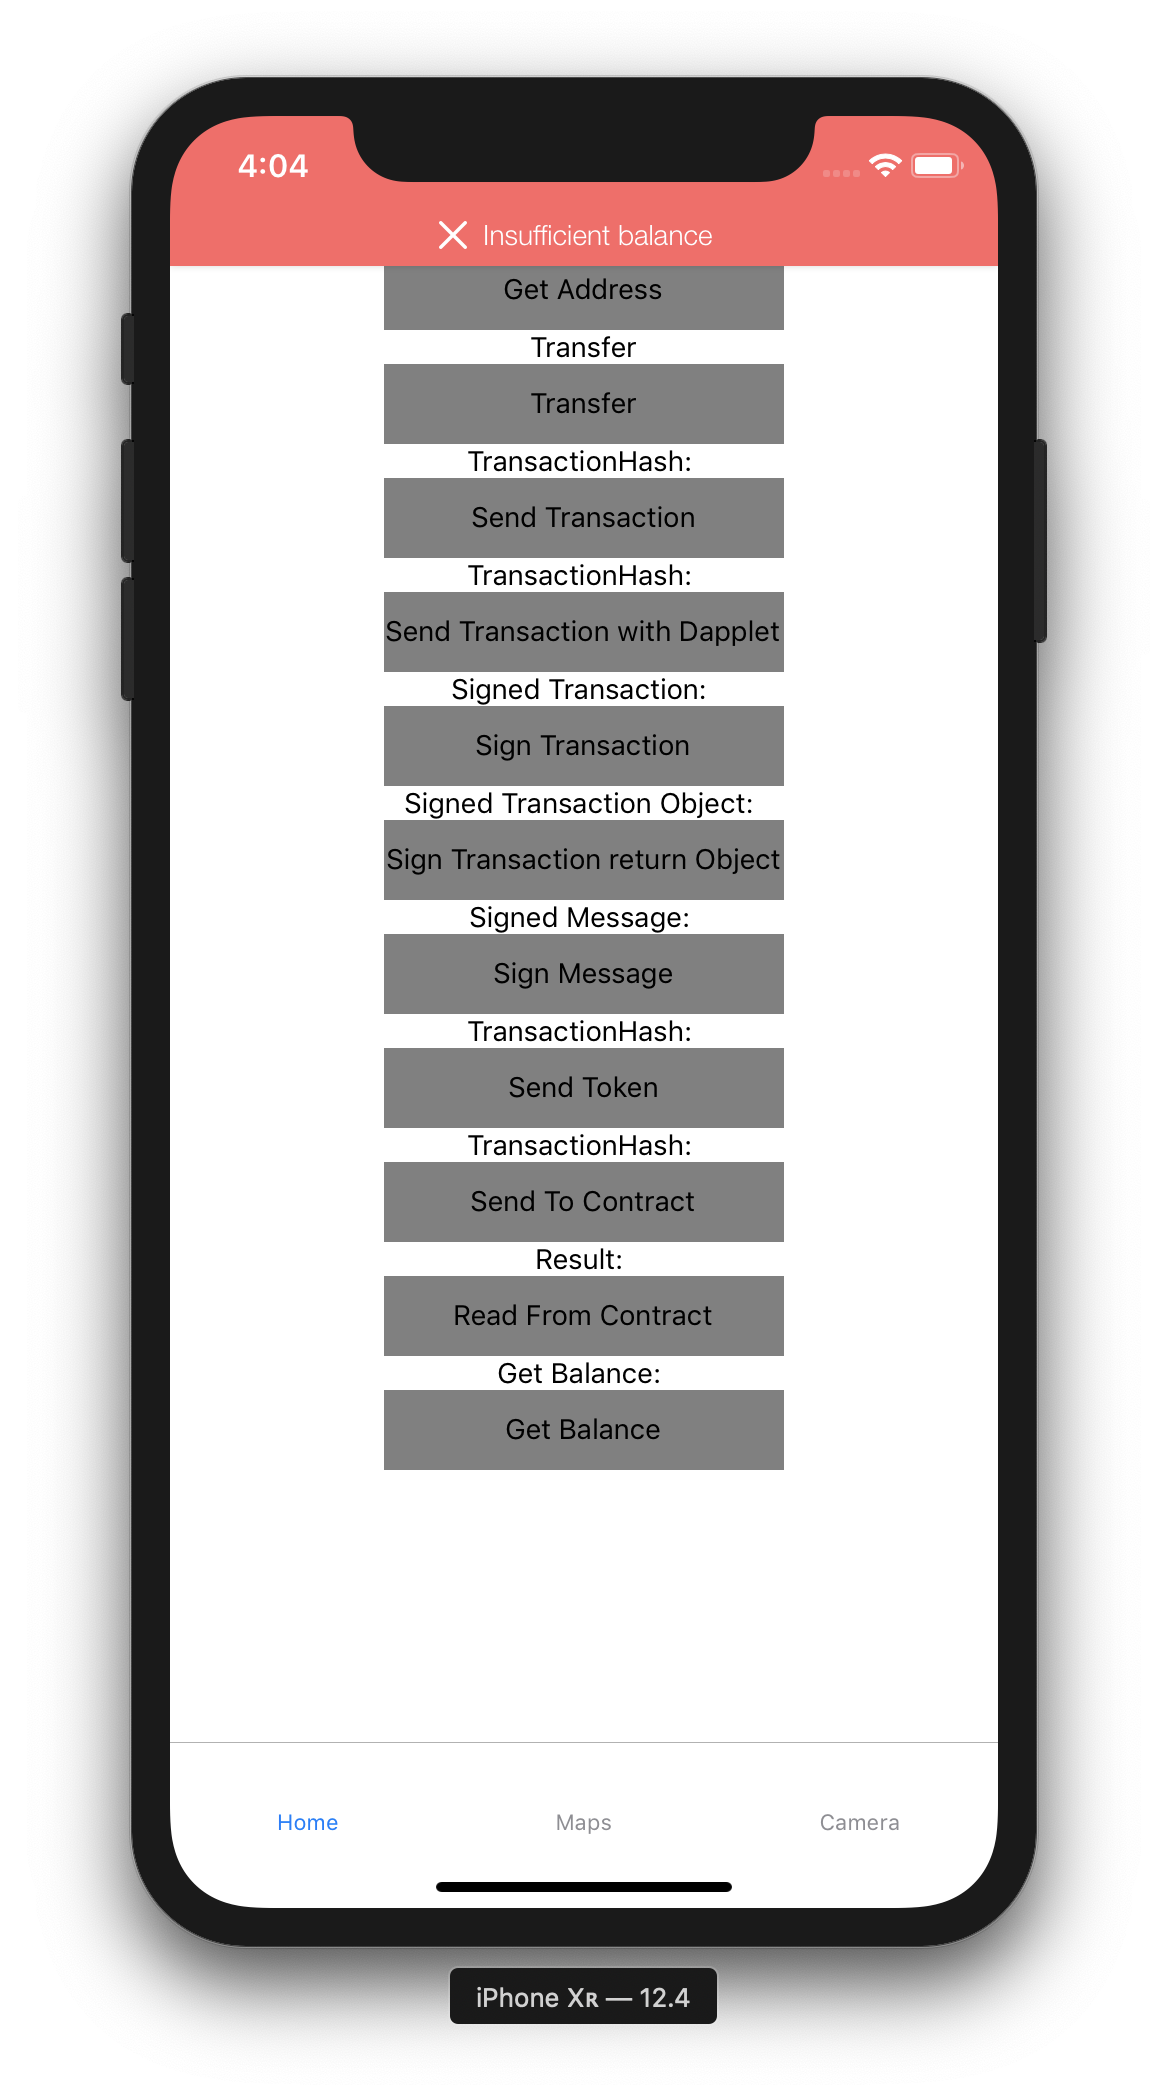 4:04
Insufficient balance
Get Address
Transfer
Transfer
TransactionHash:
Send Transaction
TransactionHash:
Send Transaction with Dapplet
Signed Transaction:
Sign Transaction
Signed Transaction Object:
Sign Transaction return Object
Signed Message:
Sign Message
TransactionHash:
Send Token
TransactionHash:
Send To Contract
Result:
Read From Contract
Get Balance:
Get Balance
Home Maps Camera
iPhone Xʀ — 12.4